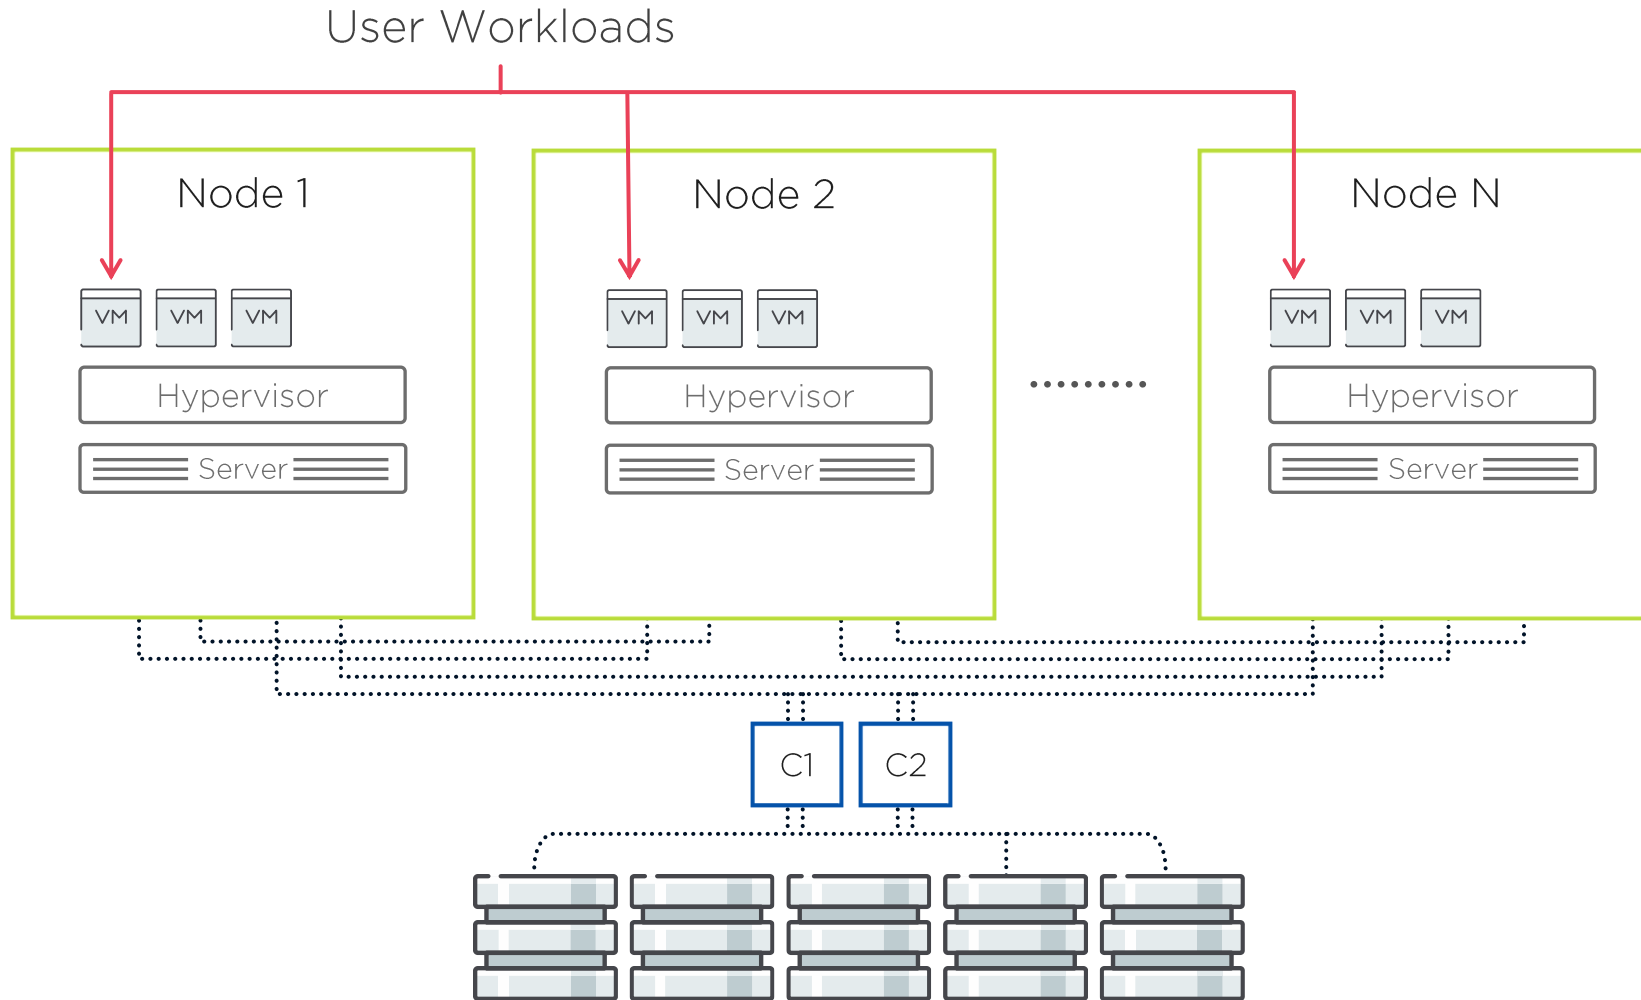 User Workloads
Node 1
Node 2
Node N
VM VM VM
VM VM VM
VM VM VM
Hypervisor
Hypervisor
Hypervisor
Server
Server
Server
C1
C2